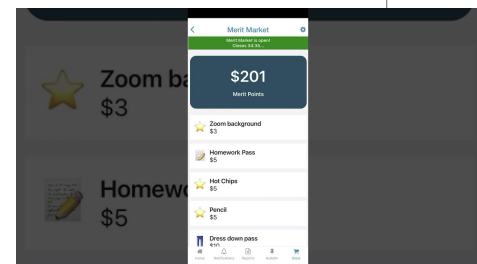 Merit Market
Merit Market is open!
$201
Merit Points
Zoom background
$3
Homework Pass
$5
Hot Chips
$5
Pencil
$5
Dress down pass
$10
Home
Notifications
Reports
Store
Zoom ba
$3
Homewo
$5